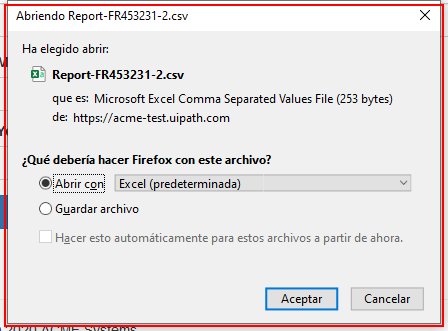 Abriendo Report-FR453231-2.csv
Ha elegido abrir:
Report-FR453231-2.csv
que es: Microsoft Excel Comma Separated Values File (253 bytes)
de: https://acme-test.uipath.com
¿Qué debería hacer Firefox con este archivo?
Abrir con Excel (predeterminada)
Guardar archivo
Hacer esto automáticamente para estos archivos a partir de ahora.
Aceptar Cancelar
2020 ACME Systems